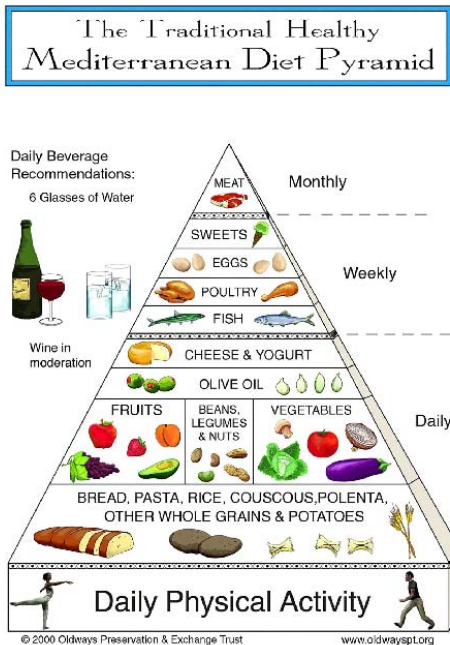 The Traditional Healthy
Mediterranean Diet Pyramid
Daily Beverage
Recommendations:
6 Glasses of Water
Wine in
moderation
MEAT
Monthly
SWEETS
EGGS
POULTRY
FISH
Weekly
CHEESE & YOGURT
OLIVE OIL
FRUITS
BEANS,
LEGUMES
& NUTS
VEGETABLES
Daily
BREAD, PASTA, RICE, COUSCOUS,POLENTA,
OTHER WHOLE GRAINS & POTATOES
Daily Physical Activity
© 2000 Oldways Preservation & Exchange Trust
www.oldwayspt.org